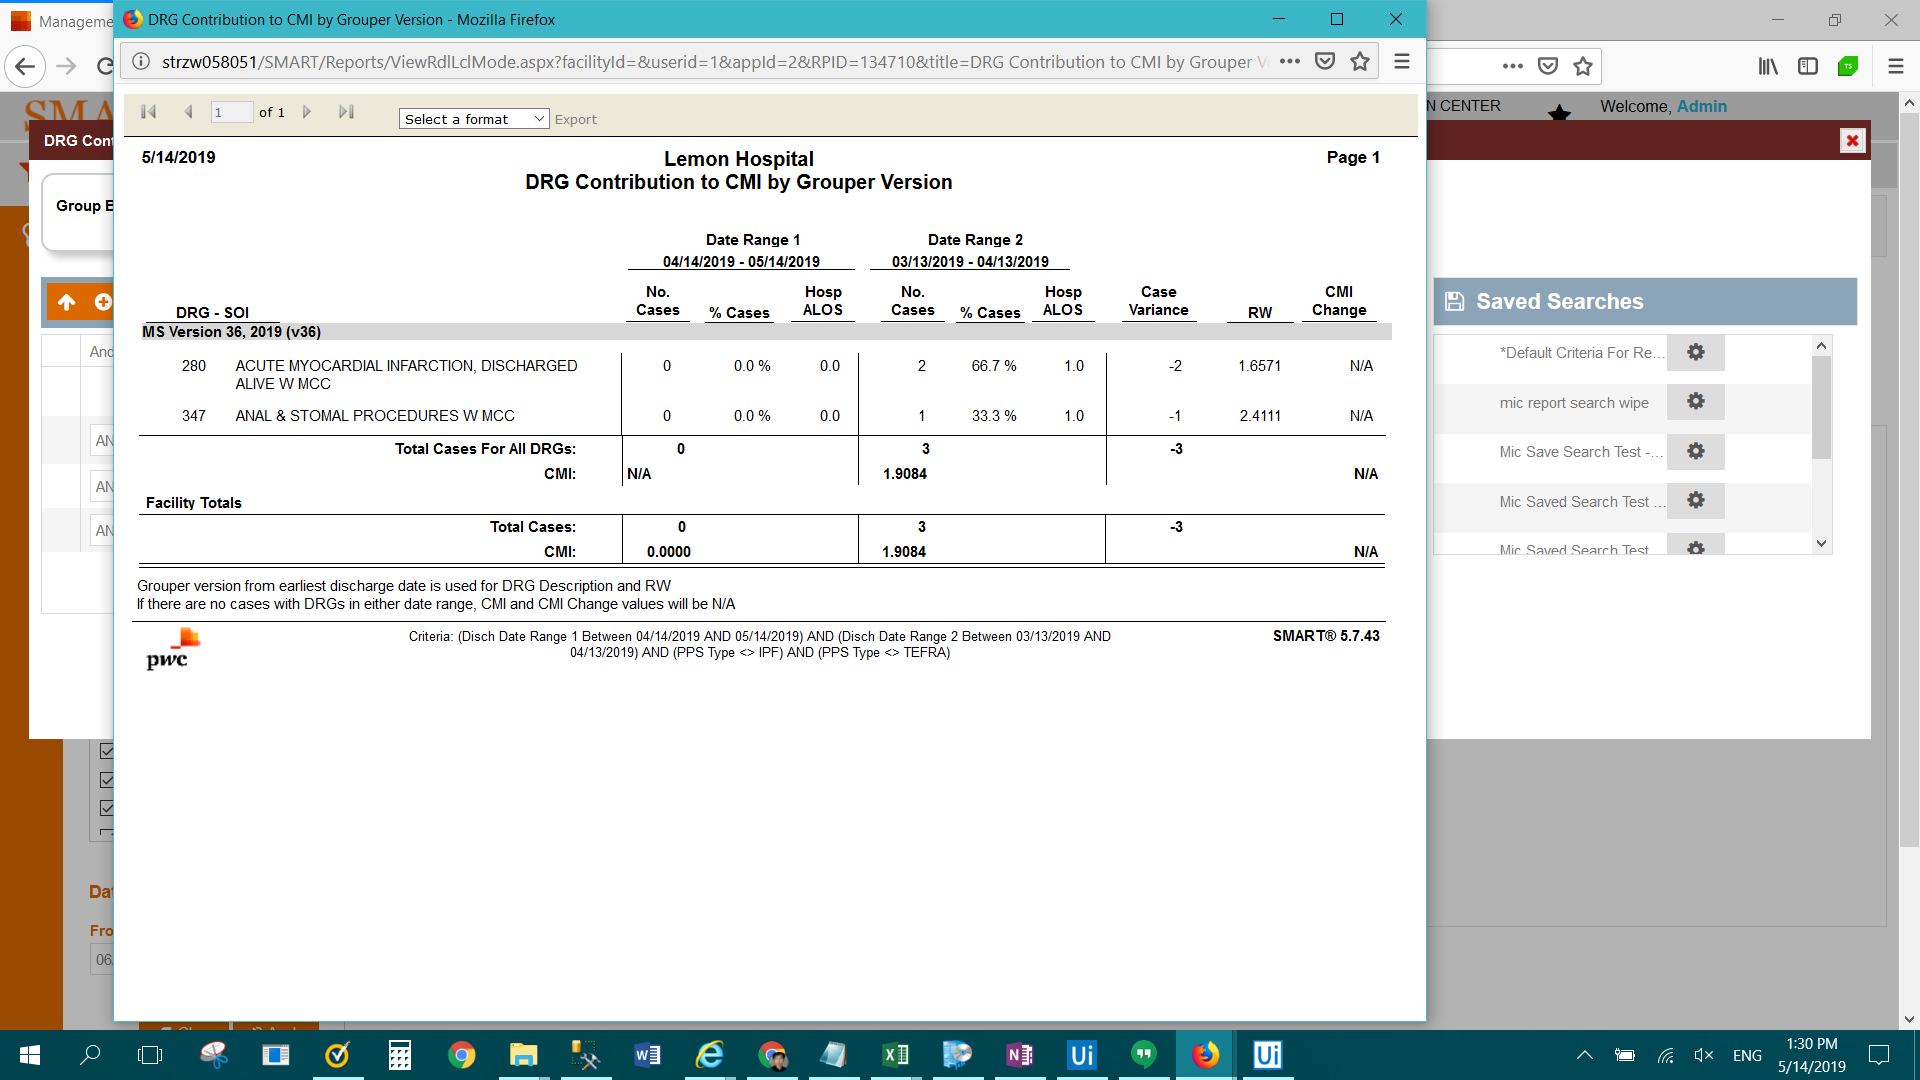 Manageme
DRG Contribution to CMI by Grouper Version - Mozilla Firefox
strzw058051/SMART/Reports/ViewRdlLclMode.aspx?facilityId=&userid=1&appId=2&RPID=134710&title=DRG Contribution to CMI by Grouper V
TS
SMA
N CENTER
Welcome, Admin
1 of 1
Select a format
Export
DRG Con
5/14/2019
Lemon Hospital
Page 1
DRG Contribution to CMI by Grouper Version
Group E
Date Range 1 Date Range 2
04/14/2019 - 05/14/2019 03/13/2019 - 04/13/2019
No. Hosp No. Hosp Case CMI
DRG - SOI Cases % Cases ALOS Cases % Cases ALOS Variance RW Change
MS Version 36, 2019 (v36)
280 ACUTE MYOCARDIAL INFARCTION, DISCHARGED 0 0.0 % 0.0 2 66.7 % 1.0 -2 1.6571 N/A
ALIVE W MCC
347 ANAL & STOMAL PROCEDURES W MCC 0 0.0 % 0.0 1 33.3 % 1.0 -1 2.4111 N/A
Total Cases For All DRGs: 0 3 -3
CMI: N/A 1.9084 N/A
Facility Totals
Total Cases: 0 3 -3
CMI: 0.0000 1.9084 N/A
Grouper version from earliest discharge date is used for DRG Description and RW
If there are no cases with DRGs in either date range, CMI and CMI Change values will be N/A
pwc
Criteria: (Disch Date Range 1 Between 04/14/2019 AND 05/14/2019) AND (Disch Date Range 2 Between 03/13/2019 AND
04/13/2019) AND (PPS Type <> IPF) AND (PPS Type <> TEFRA)
SMART® 5.7.43
Saved Searches
*Default Criteria For Re...
mic report search wipe
Mic Save Search Test -...
Mic Saved Search Test ...
Mic Saved Search Test
And
AN
AN
AN
Dat
Fro
06
ENG
1:30 PM
5/14/2019